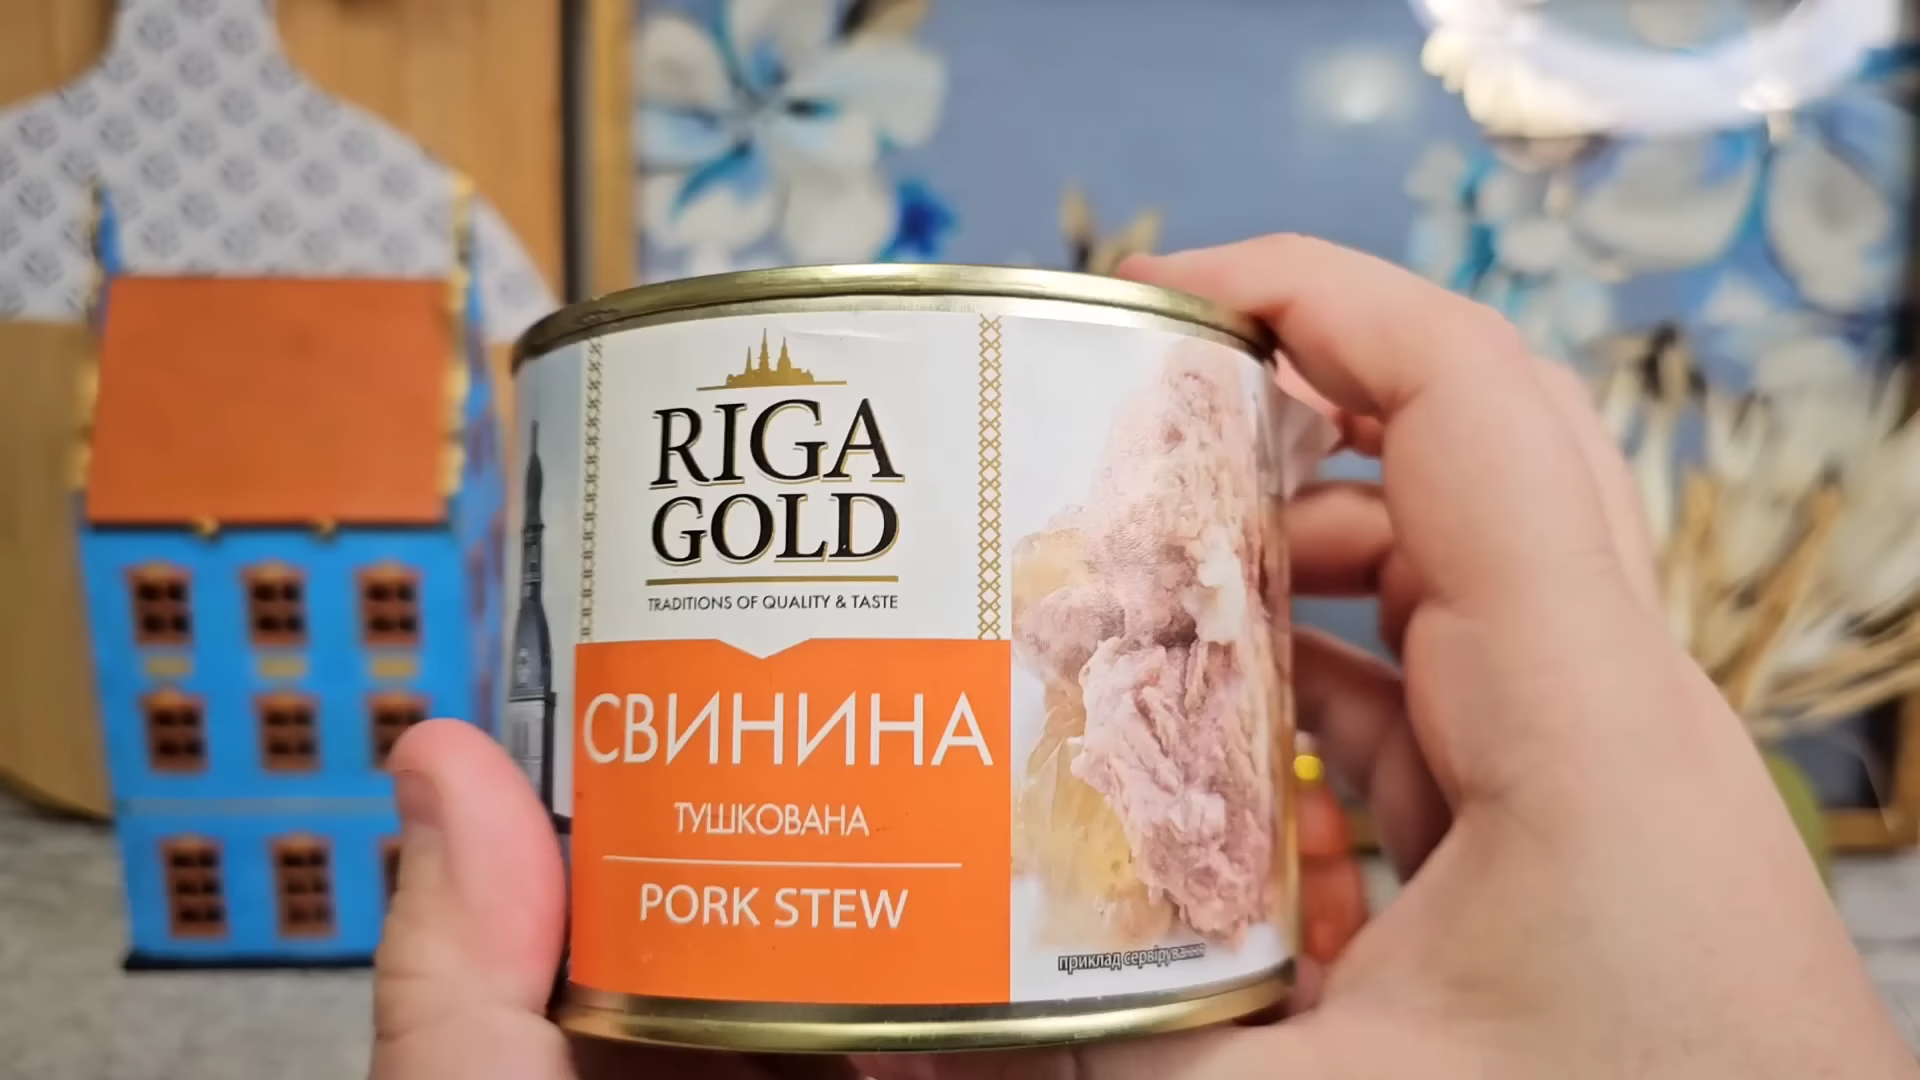 RIGA
GOLD
TRADITIONS OF QUALITY & TASTE
СВИНИНА
ТУШКОВАНА
PORK STEW
приклад сервірування